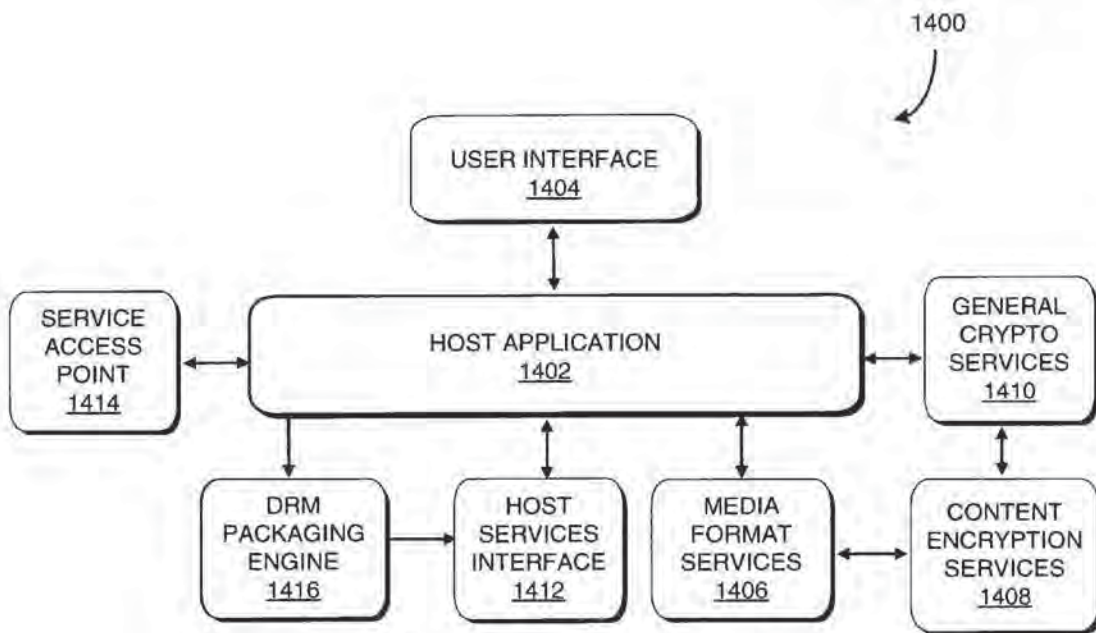 1400
USER INTERFACE
1404
SERVICE
ACCESS
POINT
1414
HOST APPLICATION
1402
GENERAL
CRYPTO
SERVICES
1410
DRM
PACKAGING
ENGINE
1416
HOST
SERVICES
INTERFACE
1412
MEDIA
FORMAT
SERVICES
1406
CONTENT
ENCRYPTION
SERVICES
1408